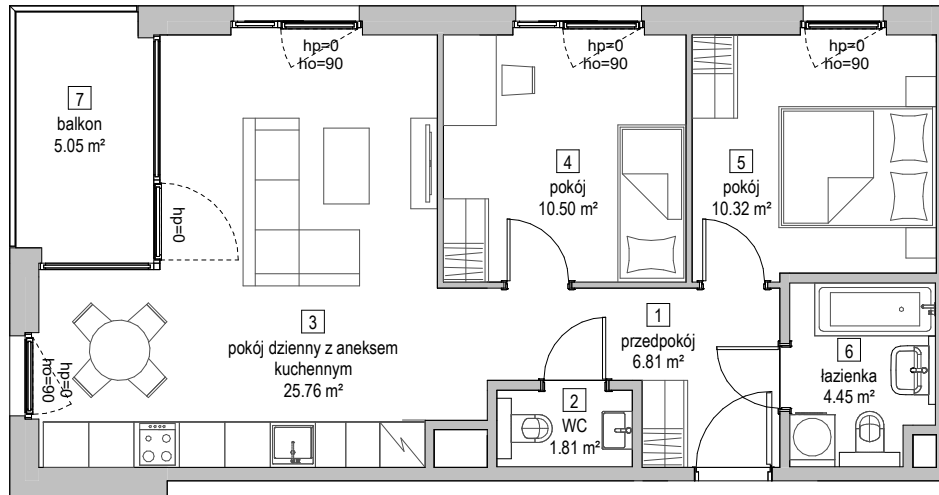 hp=0
ho=90
hp=0
ho=90
hp=0
ho=90
7
balkon
5.05 m²
hp=0
4
pokój
10.50 m²
5
pokój
10.32 m²
3
pokój dzienny z aneksem
kuchennym
25.76 m²
1
przedpokój
6.81 m²
6
łazienka
4.45 m²
hp=0
ho=90
2
WC
1.81 m²